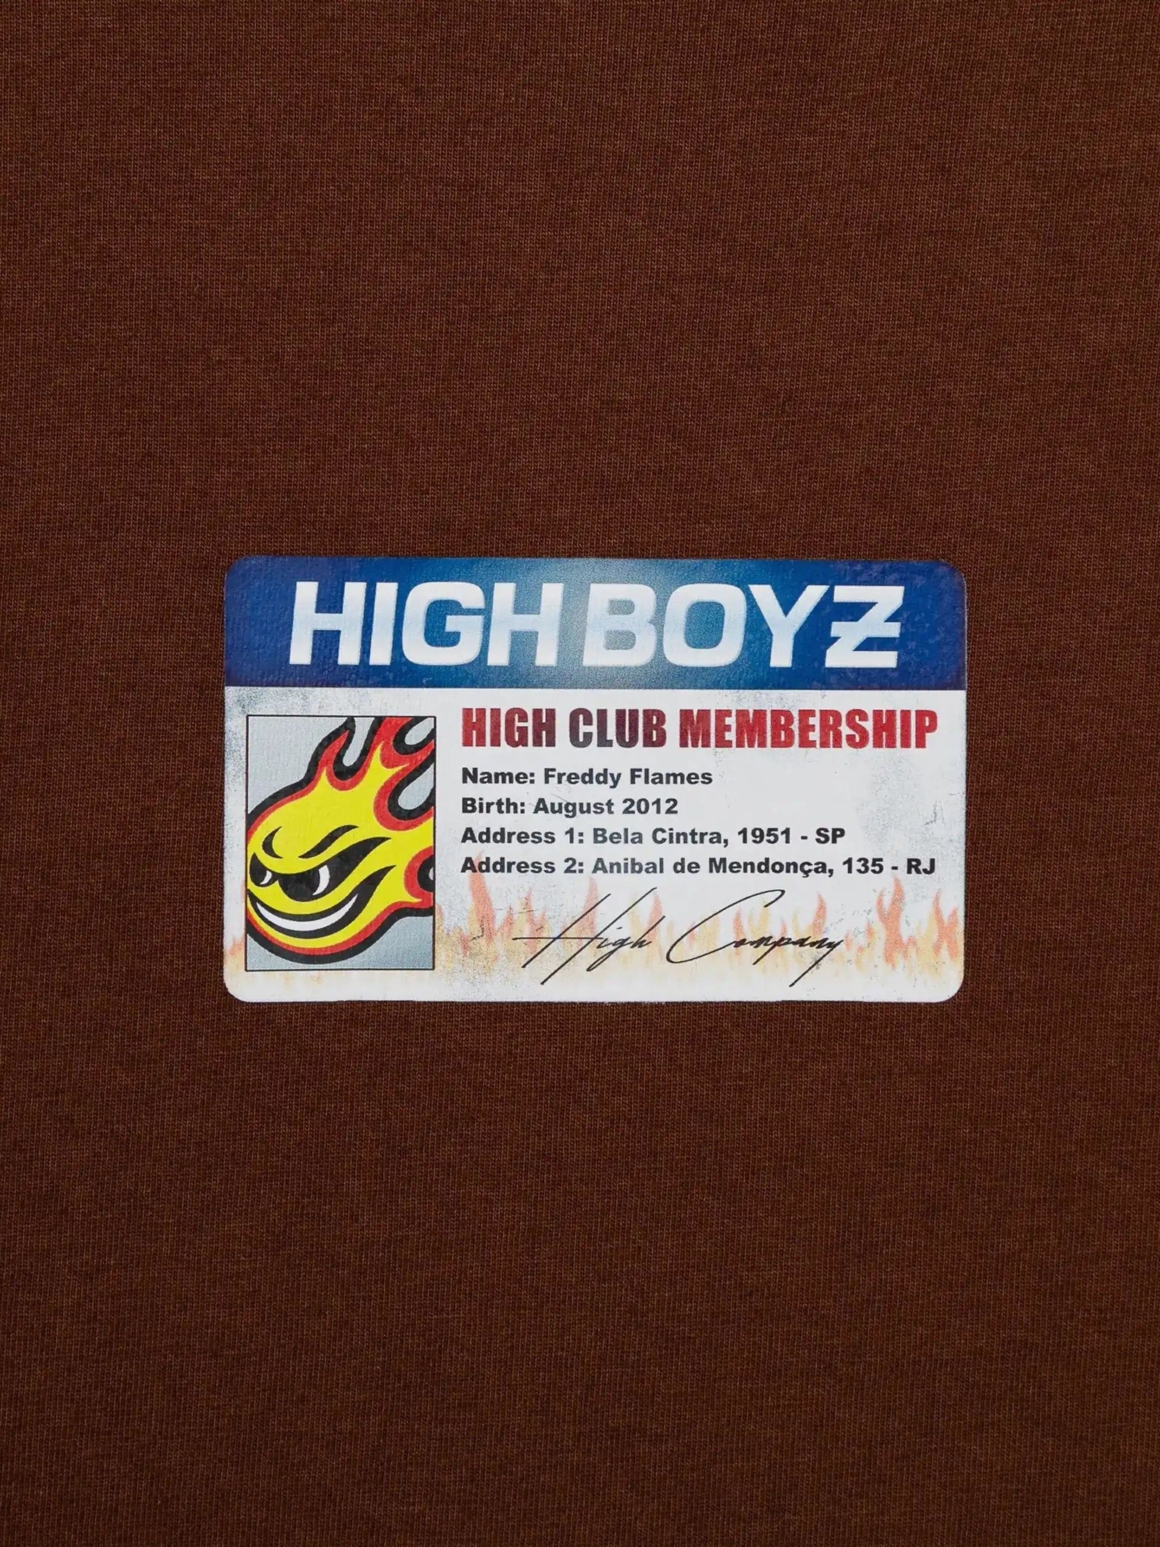 HIGH BOYZ
HIGH CLUB MEMBERSHIP
Name: Freddy Flames
Birth: August 2012
Address 1: Bela Cintra, 1951 - SP
Address 2: Anibal de Mendonça, 135 - RJ
High Company